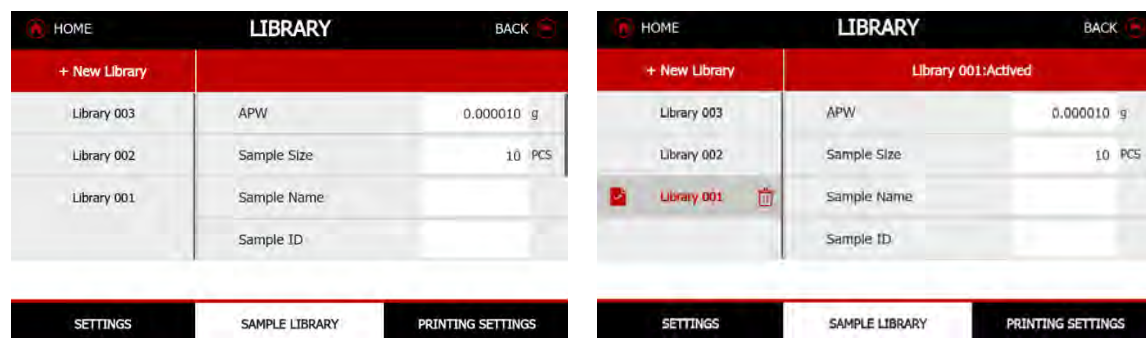 HOME LIBRARY BACK
+ New Library
Library 003 APW 0.000010 g
Library 002 Sample Size 10 PCS
Library 001 Sample Name
Sample ID
SETTINGS SAMPLE LIBRARY PRINTING SETTINGS
HOME LIBRARY BACK
+ New Library Library 001:Actived
Library 003 APW 0.000010 g
Library 002 Sample Size 10 PCS
Library 001 Sample Name
Sample ID
SETTINGS SAMPLE LIBRARY PRINTING SETTINGS